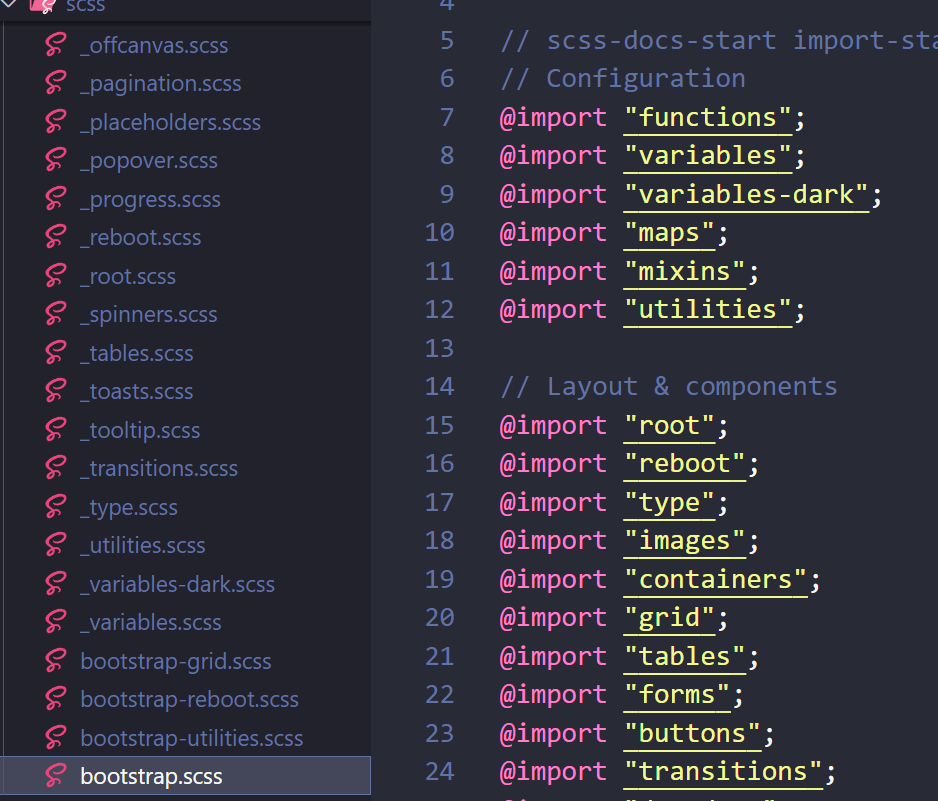 scss
_offcanvas.scss
_pagination.scss
_placeholders.scss
_popover.scss
_progress.scss
_reboot.scss
_root.scss
_spinners.scss
_tables.scss
_toasts.scss
_tooltip.scss
_transitions.scss
_type.scss
_utilities.scss
_variables-dark.scss
_variables.scss
bootstrap-grid.scss
bootstrap-reboot.scss
bootstrap-utilities.scss
bootstrap.scss
4
5 // scss-docs-start import-sta
6 // Configuration
7 @import "functions";
8 @import "variables";
9 @import "variables-dark";
10 @import "maps";
11 @import "mixins";
12 @import "utilities";
13
14 // Layout & components
15 @import "root";
16 @import "reboot";
17 @import "type";
18 @import "images";
19 @import "containers";
20 @import "grid";
21 @import "tables";
22 @import "forms";
23 @import "buttons";
24 @import "transitions";